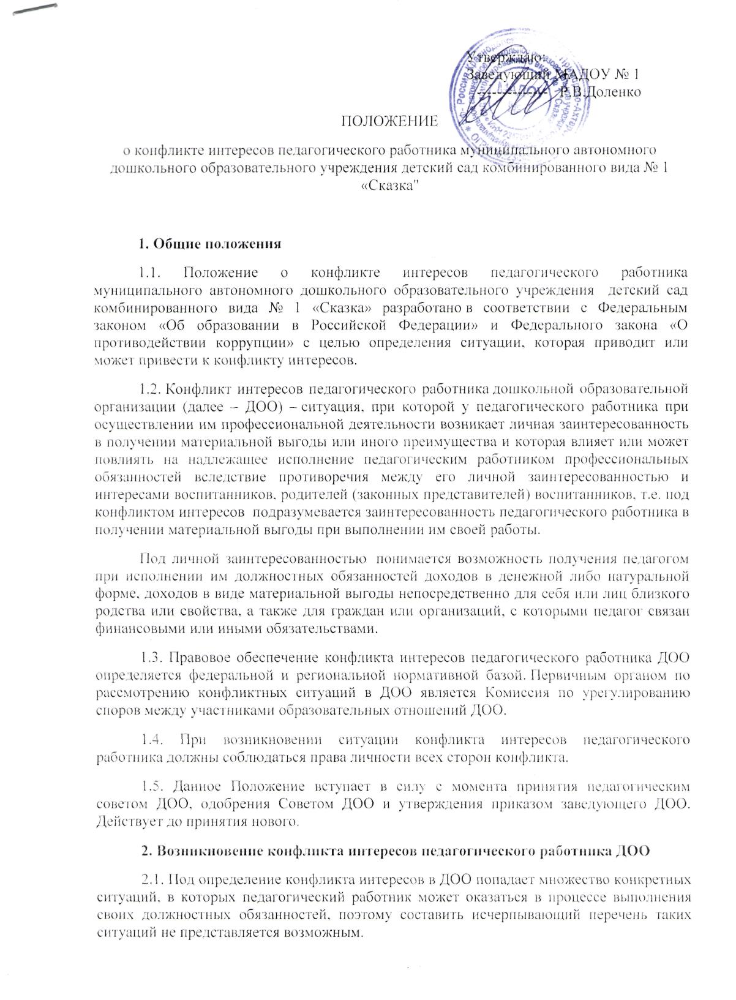 Утверждаю:
Заведующий МАДОУ № 1
Р.В.Доленко
ПОЛОЖЕНИЕ
о конфликте интересов педагогического работника муниципального автономного
дошкольного образовательного учреждения детский сад комбинированного вида № 1
«Сказка"
1. Общие положения
1.1. Положение о конфликте интересов педагогического работника
муниципального автономного дошкольного образовательного учреждения детский сад
комбинированного вида № 1 «Сказка» разработано в соответствии с Федеральным
законом «Об образовании в Российской Федерации» и Федерального закона «О
противодействии коррупции» с целью определения ситуации, которая приводит или
может привести к конфликту интересов.
1.2. Конфликт интересов педагогического работника дошкольной образовательной
организации (далее – ДОО) – ситуация, при которой у педагогического работника при
осуществлении им профессиональной деятельности возникает личная заинтересованность
в получении материальной выгоды или иного преимущества и которая влияет или может
повлиять на надлежащее исполнение педагогическим работником профессиональных
обязанностей вследствие противоречия между его личной заинтересованностью и
интересами воспитанников, родителей (законных представителей) воспитанников, т.е. под
конфликтом интересов подразумевается заинтересованность педагогического работника в
получении материальной выгоды при выполнении им своей работы.
Под личной заинтересованностью понимается возможность получения педагогом
при исполнении им должностных обязанностей доходов в денежной либо натуральной
форме, доходов в виде материальной выгоды непосредственно для себя или лиц близкого
родства или свойства, а также для граждан или организаций, с которыми педагог связан
финансовыми или иными обязательствами.
1.3. Правовое обеспечение конфликта интересов педагогического работника ДОО
определяется федеральной и региональной нормативной базой. Первичным органом по
рассмотрению конфликтных ситуаций в ДОО является Комиссия по урегулированию
споров между участниками образовательных отношений ДОО.
1.4. При возникновении ситуации конфликта интересов педагогического
работника должны соблюдаться права личности всех сторон конфликта.
1.5. Данное Положение вступает в силу с момента принятия педагогическим
советом ДОО, одобрения Советом ДОО и утверждения приказом заведующего ДОО.
Действует до принятия нового.
2. Возникновение конфликта интересов педагогического работника ДОО
2.1. Под определение конфликта интересов в ДОО попадает множество конкретных
ситуаций, в которых педагогический работник может оказаться в процессе выполнения
своих должностных обязанностей, поэтому составить исчерпывающий перечень таких
ситуаций не представляется возможным.